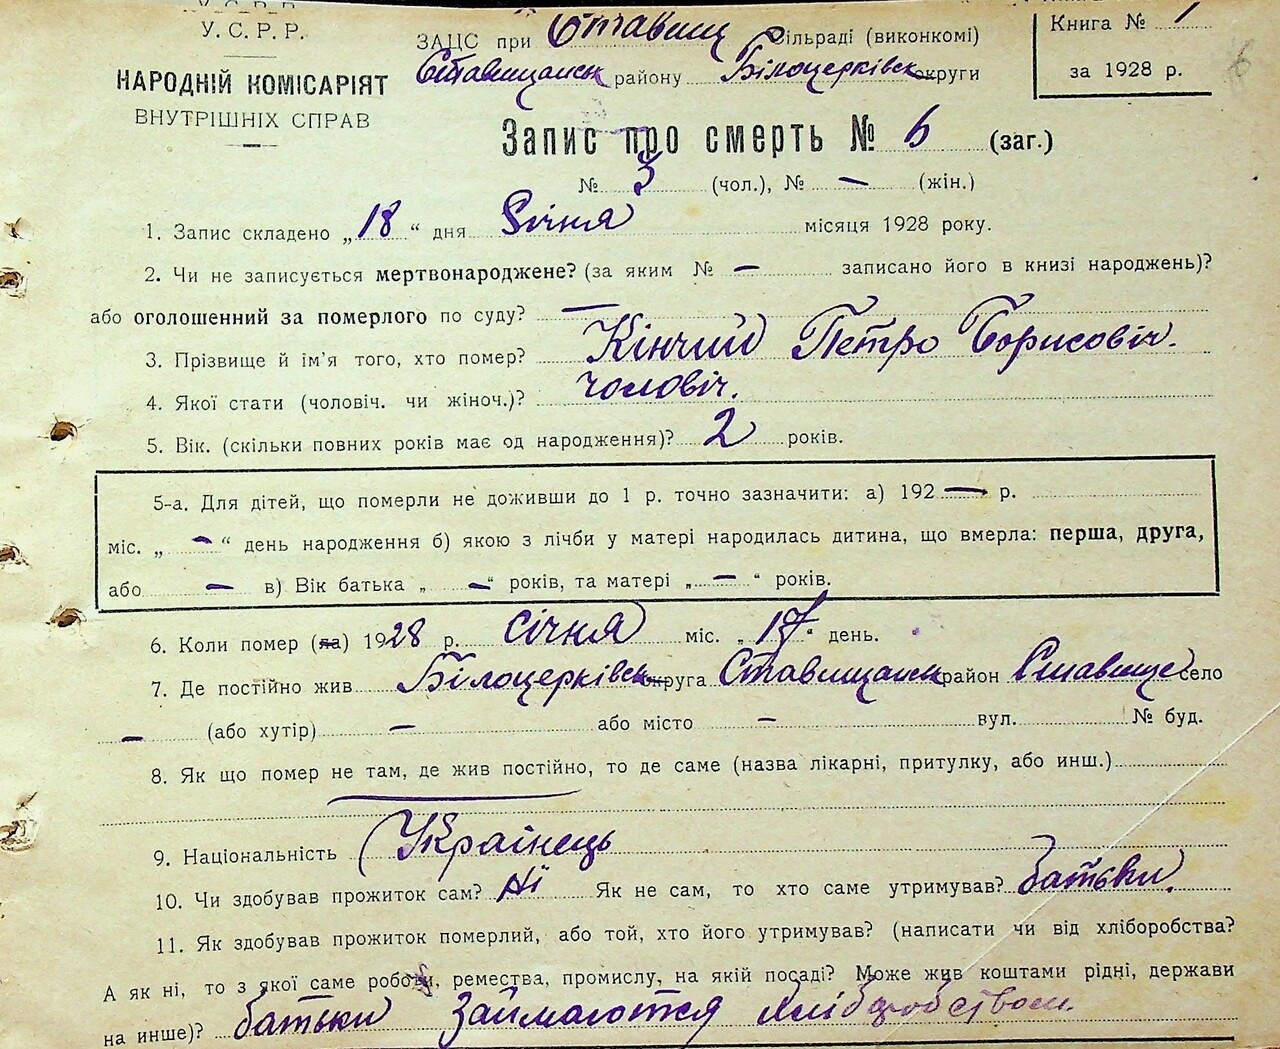 У. С. Р. Р.
НАРОДНІЙ КОМІСАРІЯТ
ВНУТРІШНІХ СПРАВ
ЗАЦС при Ставищ Сільраді (виконкомі)
Ставищанськ району Білоцерківськ округи
Книга № 1
за 1928 р.
6
Запис про смерть № 6 (заг.)
№ 3 (чол.), № — (жін.)
1. Запис складено „18“ дня Січня місяця 1928 року.
2. Чи не записується мертвонароджене? (за яким № — записано його в книзі народжень)?
або оголошенний за померлого по суду? —
3. Прізвище й ім'я того, хто помер? Кінчий Петро Борисовіч.
4. Якої стати (чоловіч. чи жіноч.)? чоловіч.
5. Вік. (скільки повних років має од народження)? 2 років.
5-а. Для дітей, що померли не доживши до 1 р. точно зазначити: а) 192— р.
міс. „ — “ день народження б) якою з лічби у матері народилась дитина, що вмерла: перша, друга,
або — в) Вік батька „ — “ років, та матері „ — “ років.
6. Коли помер (ла) 1928 р. січня міс. „17“ день.
7. Де постійно жив Білоцерківськ округа Ставищанськ район Ставище село
— (або хутір) — або місто — вул. № буд.
8. Як що помер не там, де жив постійно, то де саме (назва лікарні, притулку, або инш.)
9. Національність Українець
10. Чи здобував прожиток сам? Ні Як не сам, то хто саме утримував? батьки.
11. Як здобував прожиток померлий, або той, хто його утримував? (написати чи від хліборобства?
А як ні, то з якої саме роботи, ремества, промислу, на якій посаді? Може жив коштами рідні, держави
на инше)? батьки займаются хліборобством.